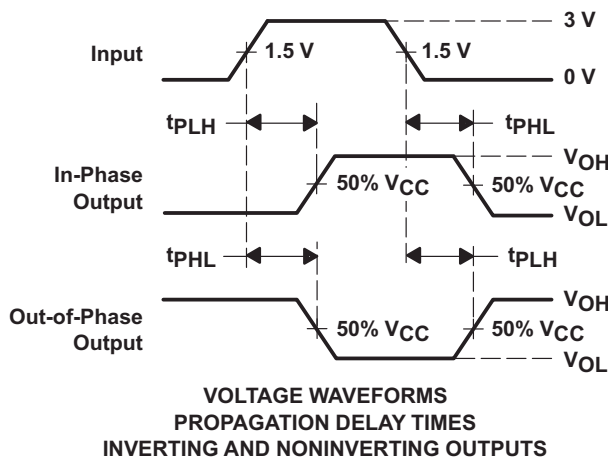 3 V
Input
1.5 V
1.5 V
0 V
tPLH
tPHL
In-Phase
Output
50% VCC
50% VCC
VOH
VOL
tPHL
tPLH
Out-of-Phase
Output
50% VCC
50% VCC
VOH
VOL
VOLTAGE WAVEFORMS
PROPAGATION DELAY TIMES
INVERTING AND NONINVERTING OUTPUTS